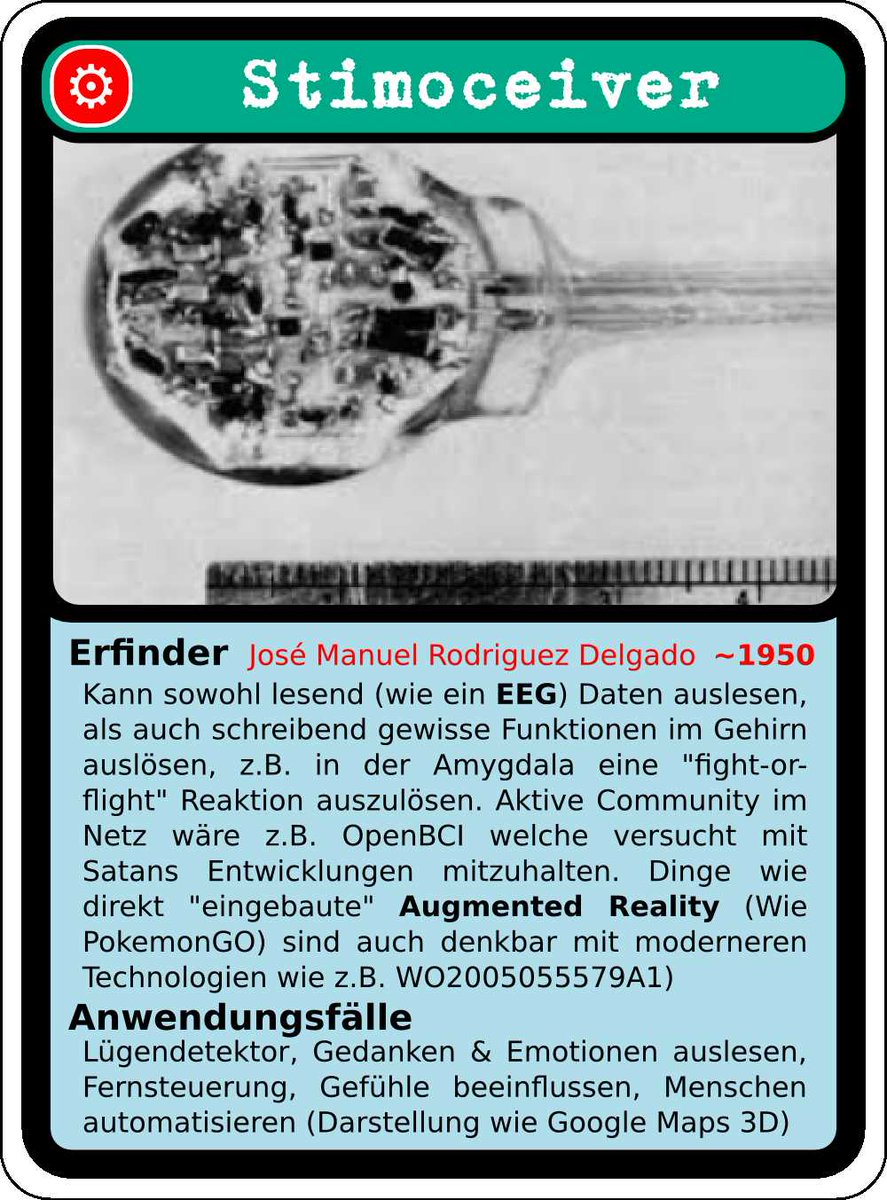 Stimoceiver
Erfinder José Manuel Rodriguez Delgado ~1950
Kann sowohl lesend (wie ein EEG) Daten auslesen,
als auch schreibend gewisse Funktionen im Gehirn
auslösen, z.B. in der Amygdala eine "fight-or-
flight" Reaktion auszulösen. Aktive Community im
Netz wäre z.B. OpenBCI welche versucht mit
Satans Entwicklungen mitzuhalten. Dinge wie
direkt "eingebaute" Augmented Reality (Wie
PokemonGO) sind auch denkbar mit moderneren
Technologien wie z.B. WO2005055579A1)
Anwendungsfälle
Lügendetektor, Gedanken & Emotionen auslesen,
Fernsteuerung, Gefühle beeinflussen, Menschen
automatisieren (Darstellung wie Google Maps 3D)